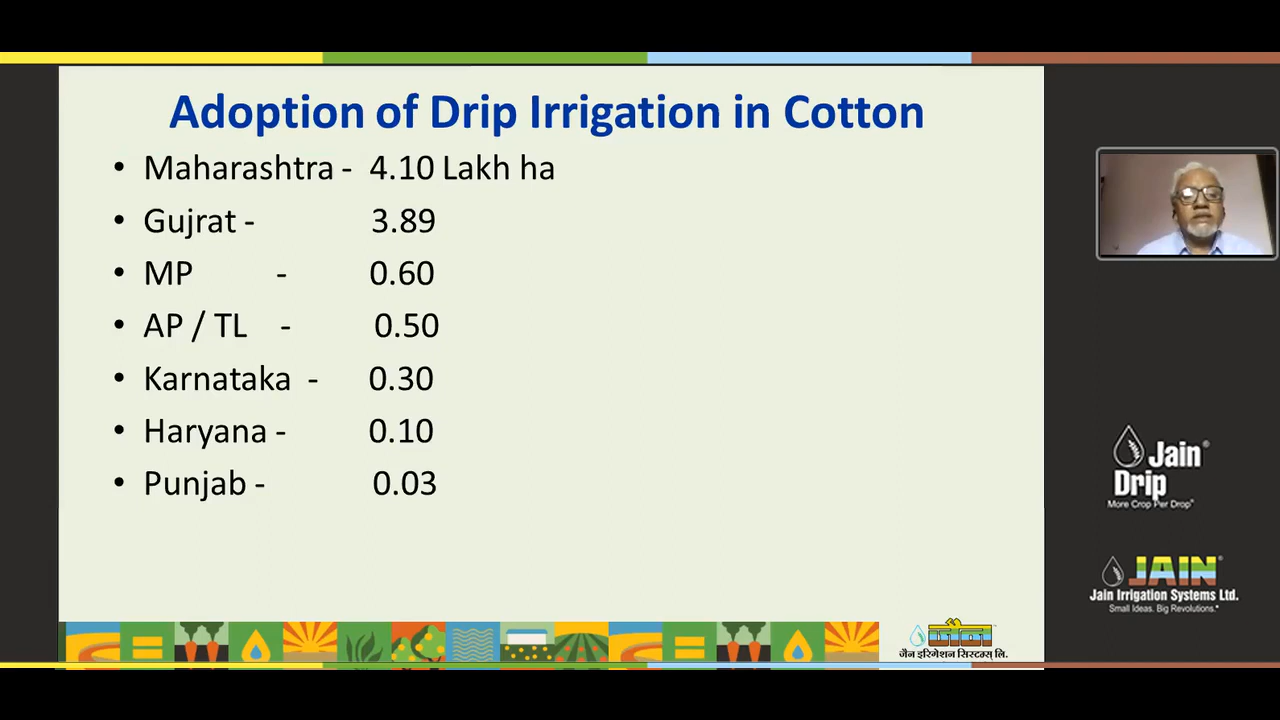 Adoption of Drip Irrigation in Cotton
• Maharashtra - 4.10 Lakh ha
• Gujrat - 3.89
• MP - 0.60
• AP / TL - 0.50
• Karnataka - 0.30
• Haryana - 0.10
• Punjab - 0.03
Jain
Drip
More Crop Per Drop®
JAIN®
Jain Irrigation Systems Ltd.
Small Ideas. Big Revolutions.®
जैन
जैन इरिगेशन सिस्टम्स् लि.